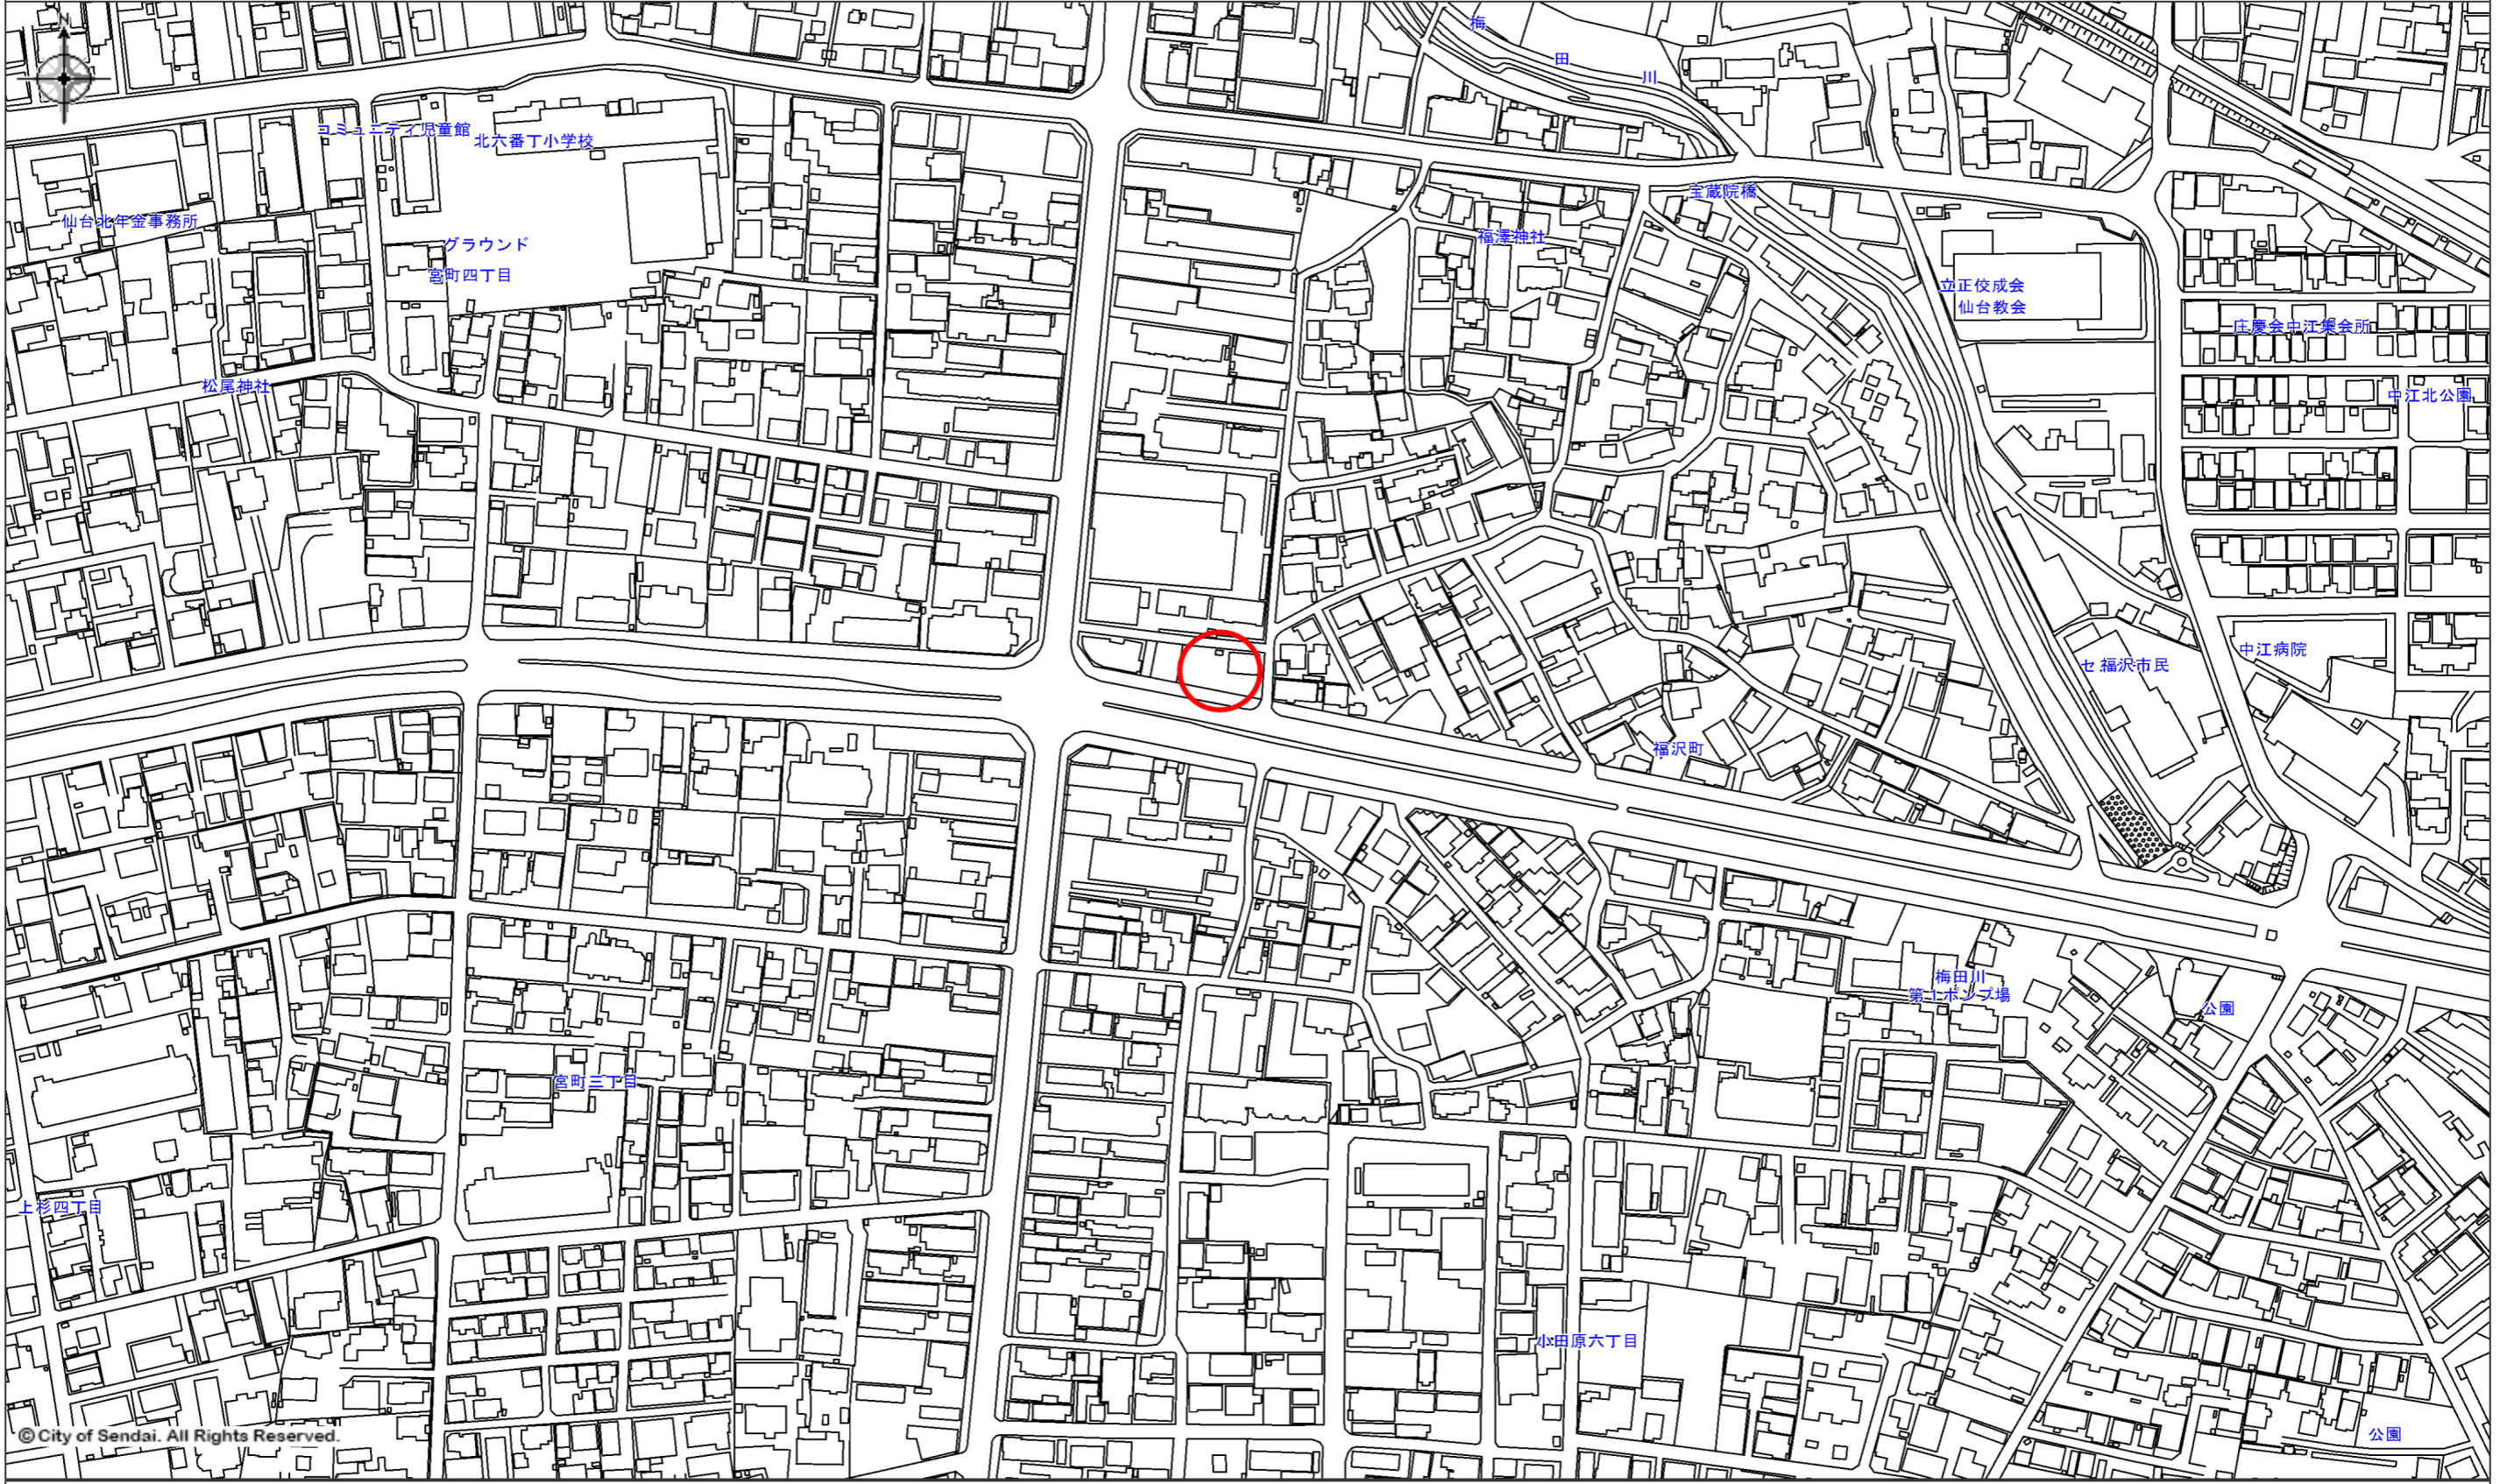 N
梅
田
川
コミュニティ児童館
北六番丁小学校
宝蔵院橋
仙台北年金事務所
福澤神社
グラウンド
宮町四丁目
立正佼成会
仙台教会
庄慶会中江集会所
松尾神社
中江北公園
中江病院
セ福沢市民
福沢町
梅田川
第1ポンプ場
公園
宮町三丁目
上杉四丁目
小田原六丁目
公園
©City of Sendai. All Rights Reserved.